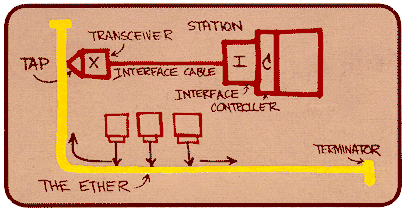 STATION
TRANSCEIVER
TAP
X
I
C
INTERFACE CABLE
INTERFACE
CONTROLLER
TERMINATOR
THE ETHER